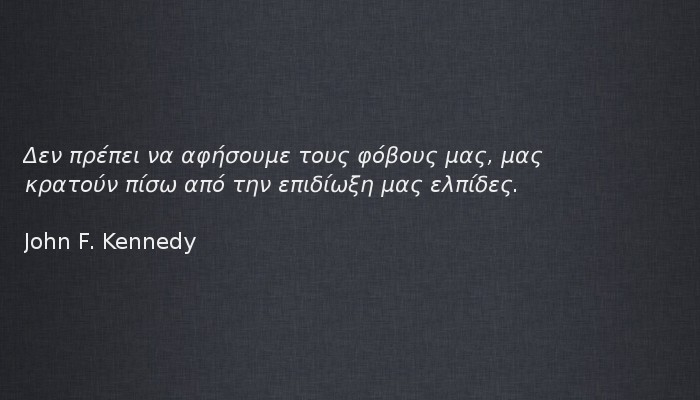 Δεν πρέπει να αφήσουμε τους φόβους μας, μας
κρατούν πίσω από την επιδίωξη μας ελπίδες.
John F. Kennedy